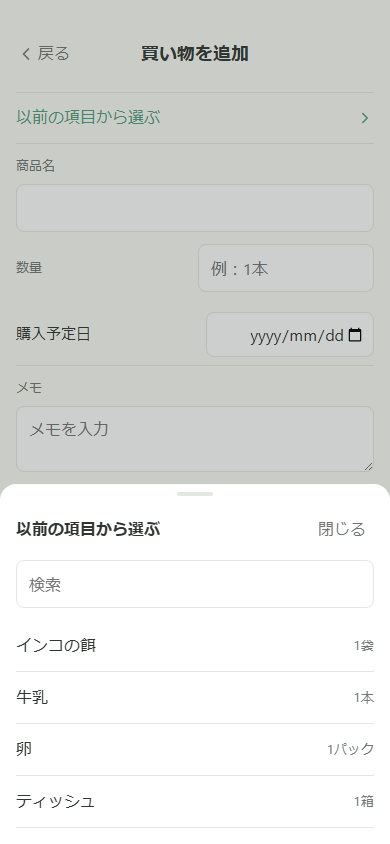 戻る
買い物を追加
以前の項目から選ぶ
商品名
数量
例：1本
購入予定日
yyyy/mm/dd
メモ
メモを入力
以前の項目から選ぶ
閉じる
検索
インコの餌
1袋
牛乳
1本
卵
1パック
ティッシュ
1箱